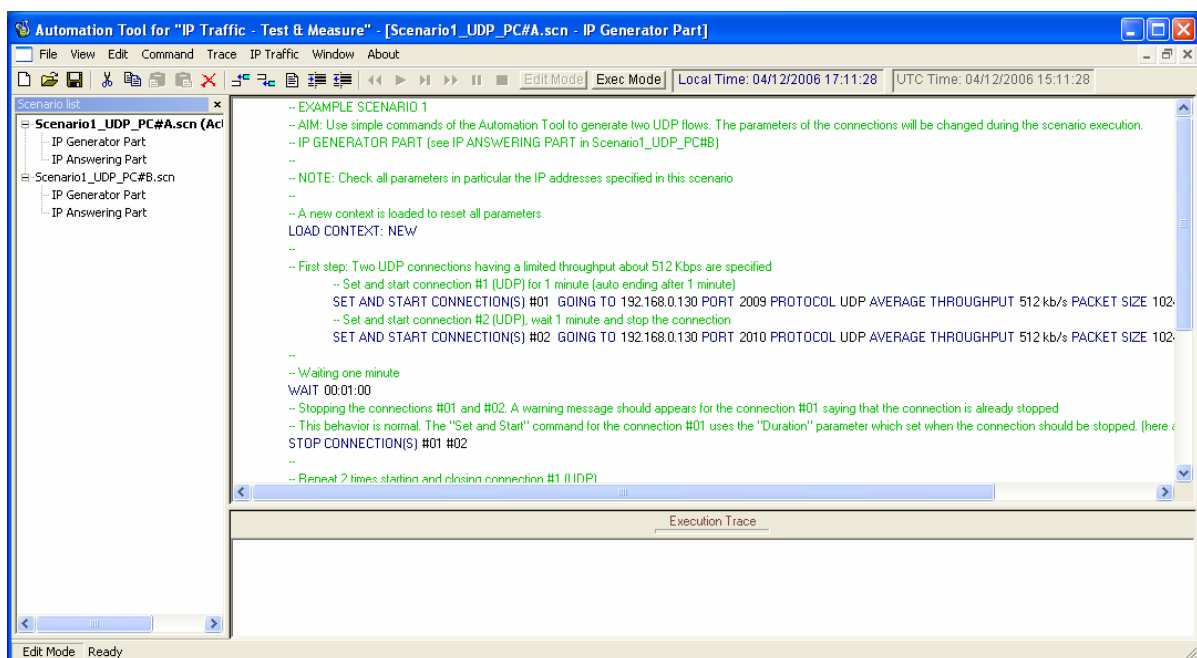 Automation Tool for "IP Traffic - Test & Measure" - [Scenario1_UDP_PC#A.scn - IP Generator Part]
File View Edit Command Trace IP Traffic Window About
Edit Mode Exec Mode Local Time: 04/12/2006 17:11:28 UTC Time: 04/12/2006 15:11:28
Scenario list
Scenario1_UDP_PC#A.scn (Act
IP Generator Part
IP Answering Part
Scenario1_UDP_PC#B.scn
IP Generator Part
IP Answering Part
-- EXAMPLE SCENARIO 1
-- AIM: Use simple commands of the Automation Tool to generate two UDP flows. The parameters of the connections will be changed during the scenario execution.
-- IP GENERATOR PART (see IP ANSWERING PART in Scenario1_UDP_PC#B)
--
-- NOTE: Check all parameters in particular the IP addresses specified in this scenario
--
-- A new context is loaded to reset all parameters
LOAD CONTEXT: NEW
--
-- First step: Two UDP connections having a limited throughput about 512 Kbps are specified
-- Set and start connection #1 (UDP) for 1 minute (auto ending after 1 minute)
SET AND START CONNECTION(S) #01 GOING TO 192.168.0.130 PORT 2009 PROTOCOL UDP AVERAGE THROUGHPUT 512 kb/s PACKET SIZE 102
-- Set and start connection #2 (UDP), wait 1 minute and stop the connection
SET AND START CONNECTION(S) #02 GOING TO 192.168.0.130 PORT 2010 PROTOCOL UDP AVERAGE THROUGHPUT 512 kb/s PACKET SIZE 102
--
-- Waiting one minute
WAIT 00:01:00
-- Stopping the connections #01 and #02. A warning message should appears for the connection #01 saying that the connection is already stopped
-- This behavior is normal. The "Set and Start" command for the connection #01 uses the "Duration" parameter which set when the connection should be stopped. (here
STOP CONNECTION(S) #01 #02
--
-- Repeat 2 times starting and closing connection #1 (UDP)
Execution Trace
Edit Mode Ready